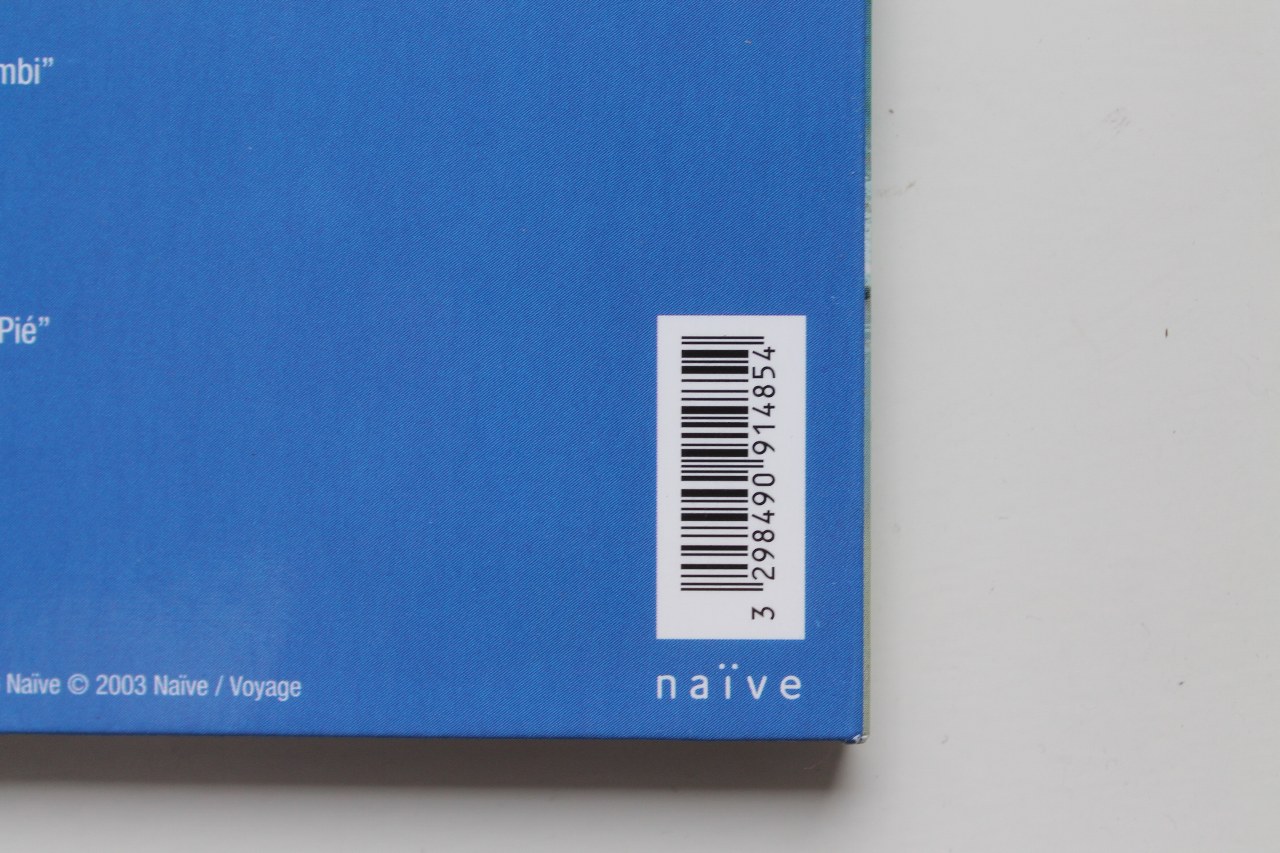 mbi”
Pié”
3 298490 914854
Naïve © 2003 Naïve / Voyage
naïve